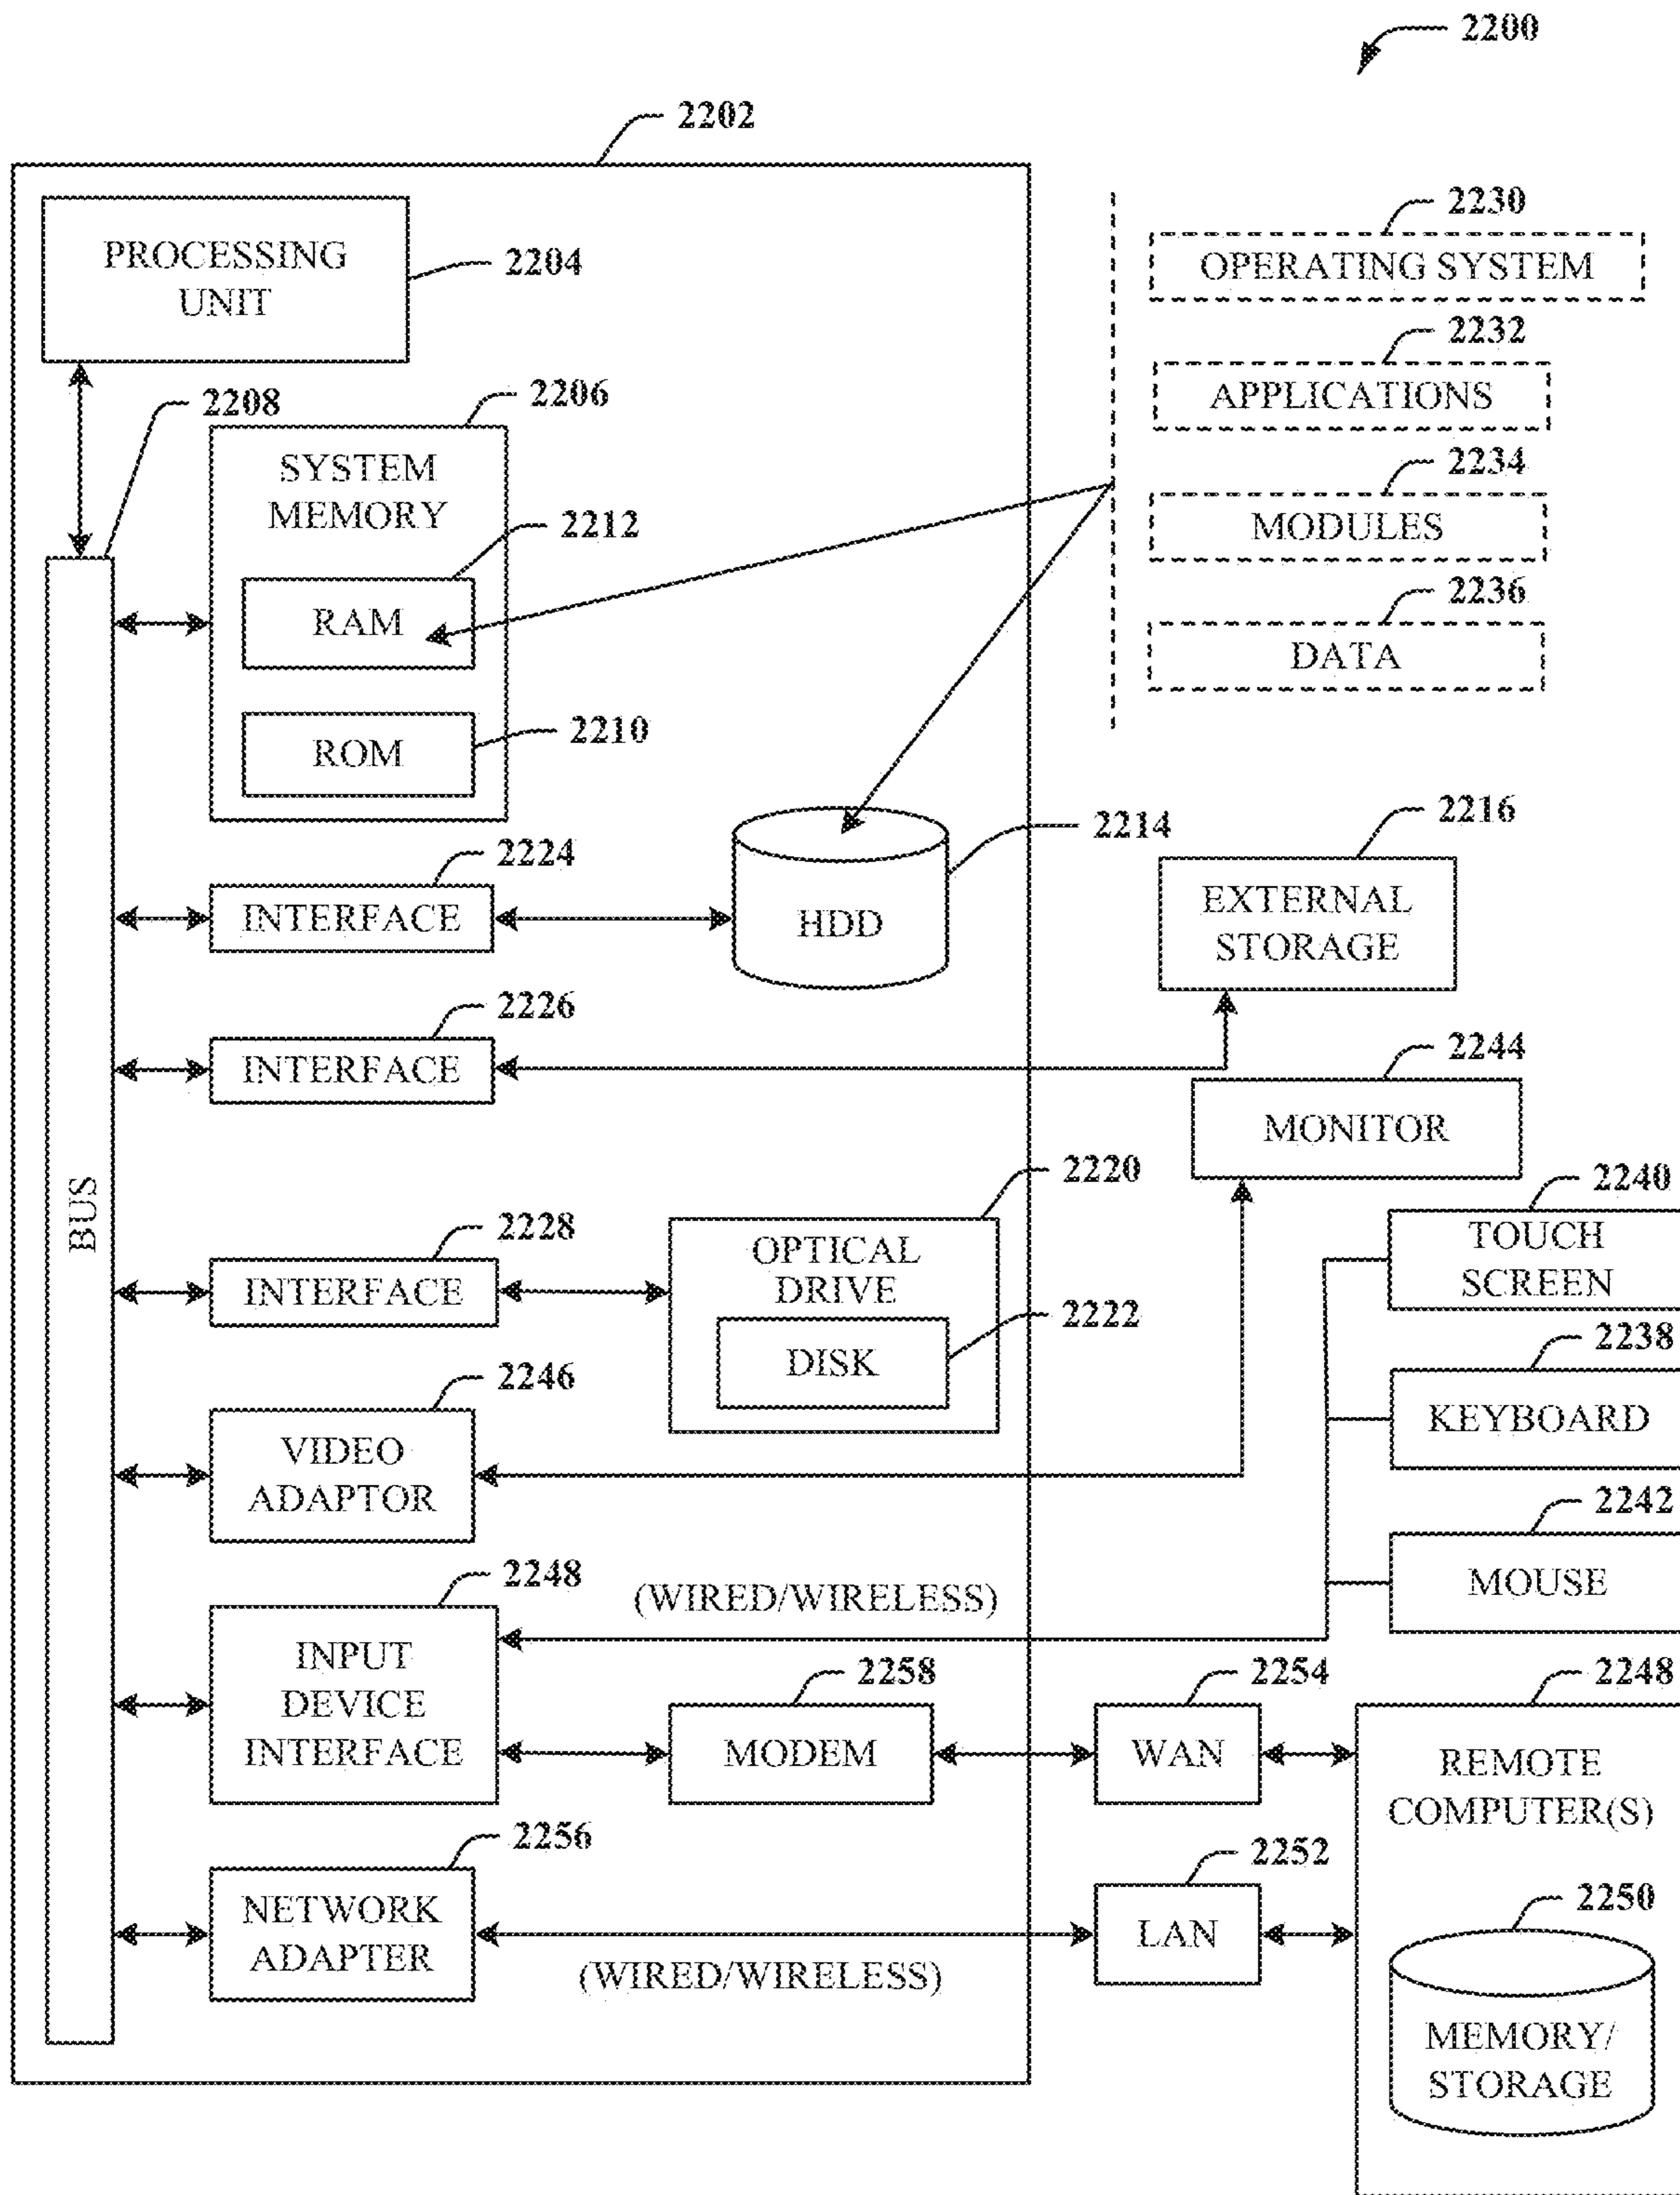 2200
2202
PROCESSING
UNIT
2204
2208
2206
SYSTEM
MEMORY
2212
RAM
2210
ROM
2230
OPERATING SYSTEM
2232
APPLICATIONS
2234
MODULES
2236
DATA
2224
INTERFACE
2214
HDD
2216
EXTERNAL
STORAGE
2226
INTERFACE
2244
MONITOR
BUS
2228
INTERFACE
2220
OPTICAL
DRIVE
2222
DISK
2240
TOUCH
SCREEN
2238
KEYBOARD
2246
VIDEO
ADAPTOR
2242
MOUSE
2248
INPUT
DEVICE
INTERFACE
(WIRED/WIRELESS)
2258
MODEM
2254
WAN
2248
REMOTE
COMPUTER(S)
2256
NETWORK
ADAPTER
(WIRED/WIRELESS)
2252
LAN
2250
MEMORY/
STORAGE